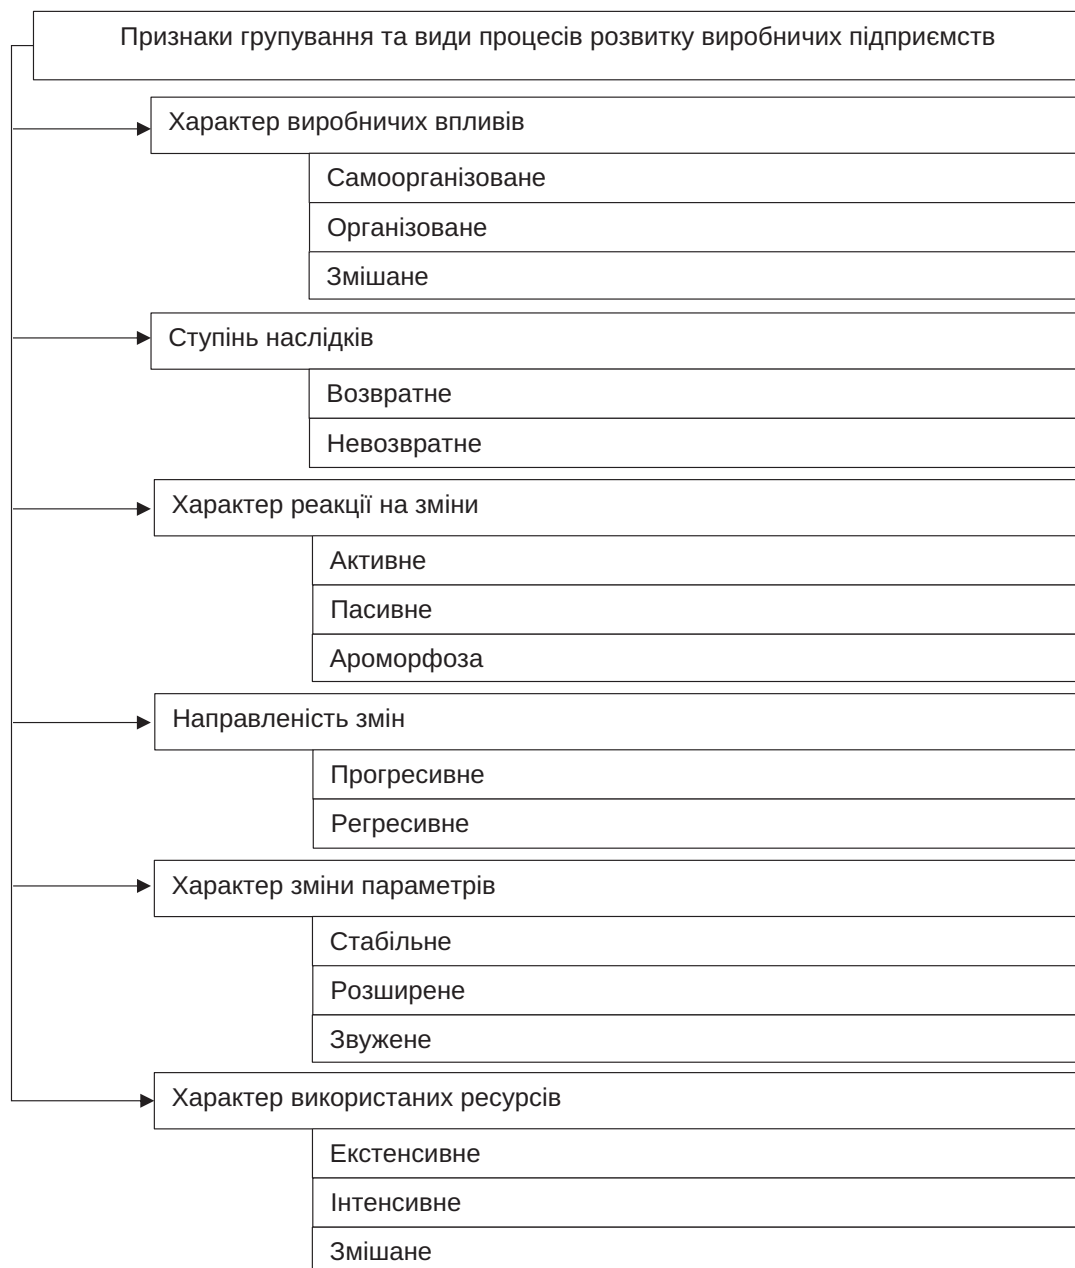 Признаки групування та види процесів розвитку виробничих підприємств
Характер виробничих впливів
Самоорганізоване
Організоване
Змішане
Ступінь наслідків
Возвратне
Невозвратне
Характер реакції на зміни
Активне
Пасивне
Ароморфоза
Направленість змін
Прогресивне
Регресивне
Характер зміни параметрів
Стабільне
Розширене
Звужене
Характер використаних ресурсів
Екстенсивне
Інтенсивне
Змішане